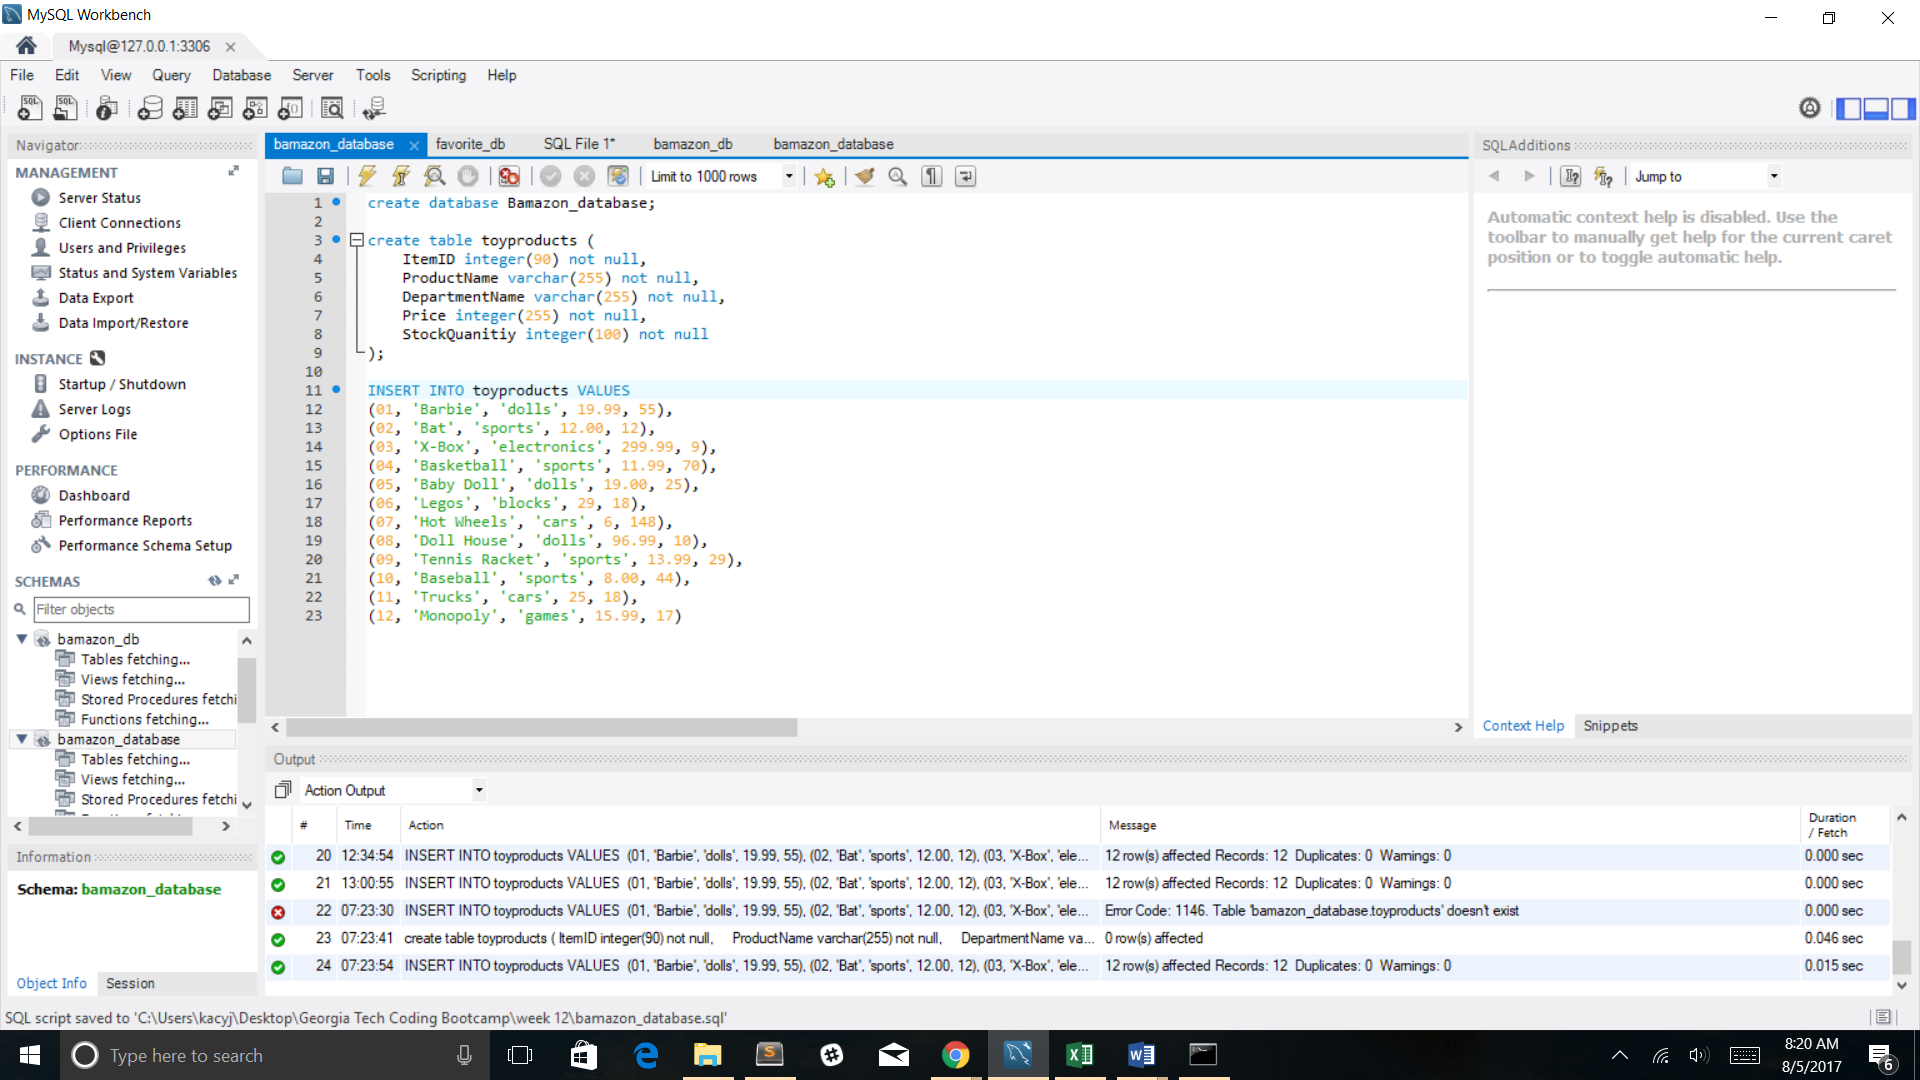 MySQL Workbench
Mysql@127.0.0.1:3306
File Edit View Query Database Server Tools Scripting Help
Navigator
MANAGEMENT
Server Status
Client Connections
Users and Privileges
Status and System Variables
Data Export
Data Import/Restore
INSTANCE
Startup / Shutdown
Server Logs
Options File
PERFORMANCE
Dashboard
Performance Reports
Performance Schema Setup
SCHEMAS
Filter objects
bamazon_db
Tables fetching...
Views fetching...
Stored Procedures fetchi
Functions fetching...
bamazon_database
Tables fetching...
Views fetching...
Stored Procedures fetchi
Information
Schema: bamazon_database
Object Info Session
bamazon_database favorite_db SQL File 1* bamazon_db bamazon_database
Limit to 1000 rows
1 create database Bamazon_database;
2
3 create table toyproducts (
4 ItemID integer(90) not null,
5 ProductName varchar(255) not null,
6 DepartmentName varchar(255) not null,
7 Price integer(255) not null,
8 StockQuanitiy integer(100) not null
9 );
10
11 INSERT INTO toyproducts VALUES
12 (01, 'Barbie', 'dolls', 19.99, 55),
13 (02, 'Bat', 'sports', 12.00, 12),
14 (03, 'X-Box', 'electronics', 299.99, 9),
15 (04, 'Basketball', 'sports', 11.99, 70),
16 (05, 'Baby Doll', 'dolls', 19.00, 25),
17 (06, 'Legos', 'blocks', 29, 18),
18 (07, 'Hot Wheels', 'cars', 6, 148),
19 (08, 'Doll House', 'dolls', 96.99, 10),
20 (09, 'Tennis Racket', 'sports', 13.99, 29),
21 (10, 'Baseball', 'sports', 8.00, 44),
22 (11, 'Trucks', 'cars', 25, 18),
23 (12, 'Monopoly', 'games', 15.99, 17)
SQLAdditions
Jump to
Automatic context help is disabled. Use the
toolbar to manually get help for the current caret
position or to toggle automatic help.
Context Help Snippets
Output
Action Output
# Time Action Message Duration / Fetch
20 12:34:54 INSERT INTO toyproducts VALUES (01, 'Barbie', 'dolls', 19.99, 55), (02, 'Bat', 'sports', 12.00, 12), (03, 'X-Box', 'ele... 12 row(s) affected Records: 12 Duplicates: 0 Warnings: 0 0.000 sec
21 13:00:55 INSERT INTO toyproducts VALUES (01, 'Barbie', 'dolls', 19.99, 55), (02, 'Bat', 'sports', 12.00, 12), (03, 'X-Box', 'ele... 12 row(s) affected Records: 12 Duplicates: 0 Warnings: 0 0.000 sec
22 07:23:30 INSERT INTO toyproducts VALUES (01, 'Barbie', 'dolls', 19.99, 55), (02, 'Bat', 'sports', 12.00, 12), (03, 'X-Box', 'ele... Error Code: 1146. Table 'bamazon_database.toyproducts' doesn't exist 0.000 sec
23 07:23:41 create table toyproducts ( ItemID integer(90) not null, ProductName varchar(255) not null, DepartmentName va... 0 row(s) affected 0.046 sec
24 07:23:54 INSERT INTO toyproducts VALUES (01, 'Barbie', 'dolls', 19.99, 55), (02, 'Bat', 'sports', 12.00, 12), (03, 'X-Box', 'ele... 12 row(s) affected Records: 12 Duplicates: 0 Warnings: 0 0.015 sec
SQL script saved to 'C:\Users\kacyj\Desktop\Georgia Tech Coding Bootcamp\week 12\bamazon_database.sql'
Type here to search
8:20 AM
8/5/2017
6